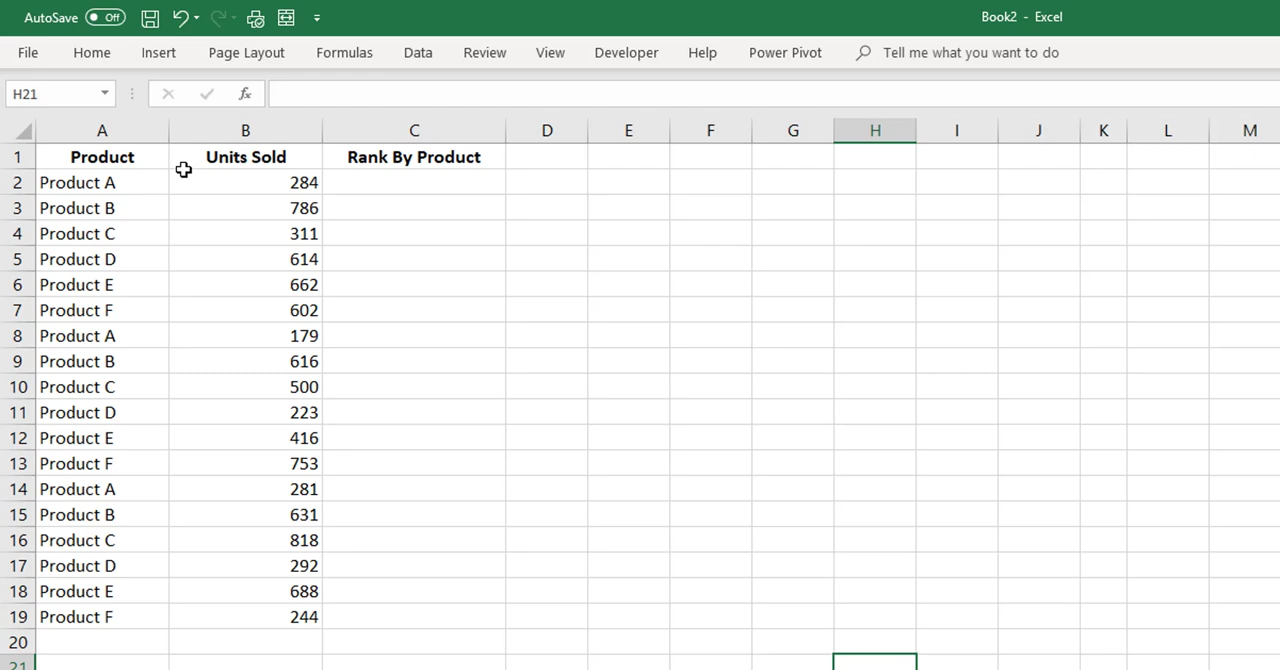 AutoSave Off Book2 - Excel
File Home Insert Page Layout Formulas Data Review View Developer Help Power Pivot Tell me what you want to do
H21 fx
A B C D E F G H I J K L M
1 Product Units Sold Rank By Product
2 Product A 284
3 Product B 786
4 Product C 311
5 Product D 614
6 Product E 662
7 Product F 602
8 Product A 179
9 Product B 616
10 Product C 500
11 Product D 223
12 Product E 416
13 Product F 753
14 Product A 281
15 Product B 631
16 Product C 818
17 Product D 292
18 Product E 688
19 Product F 244
20
21